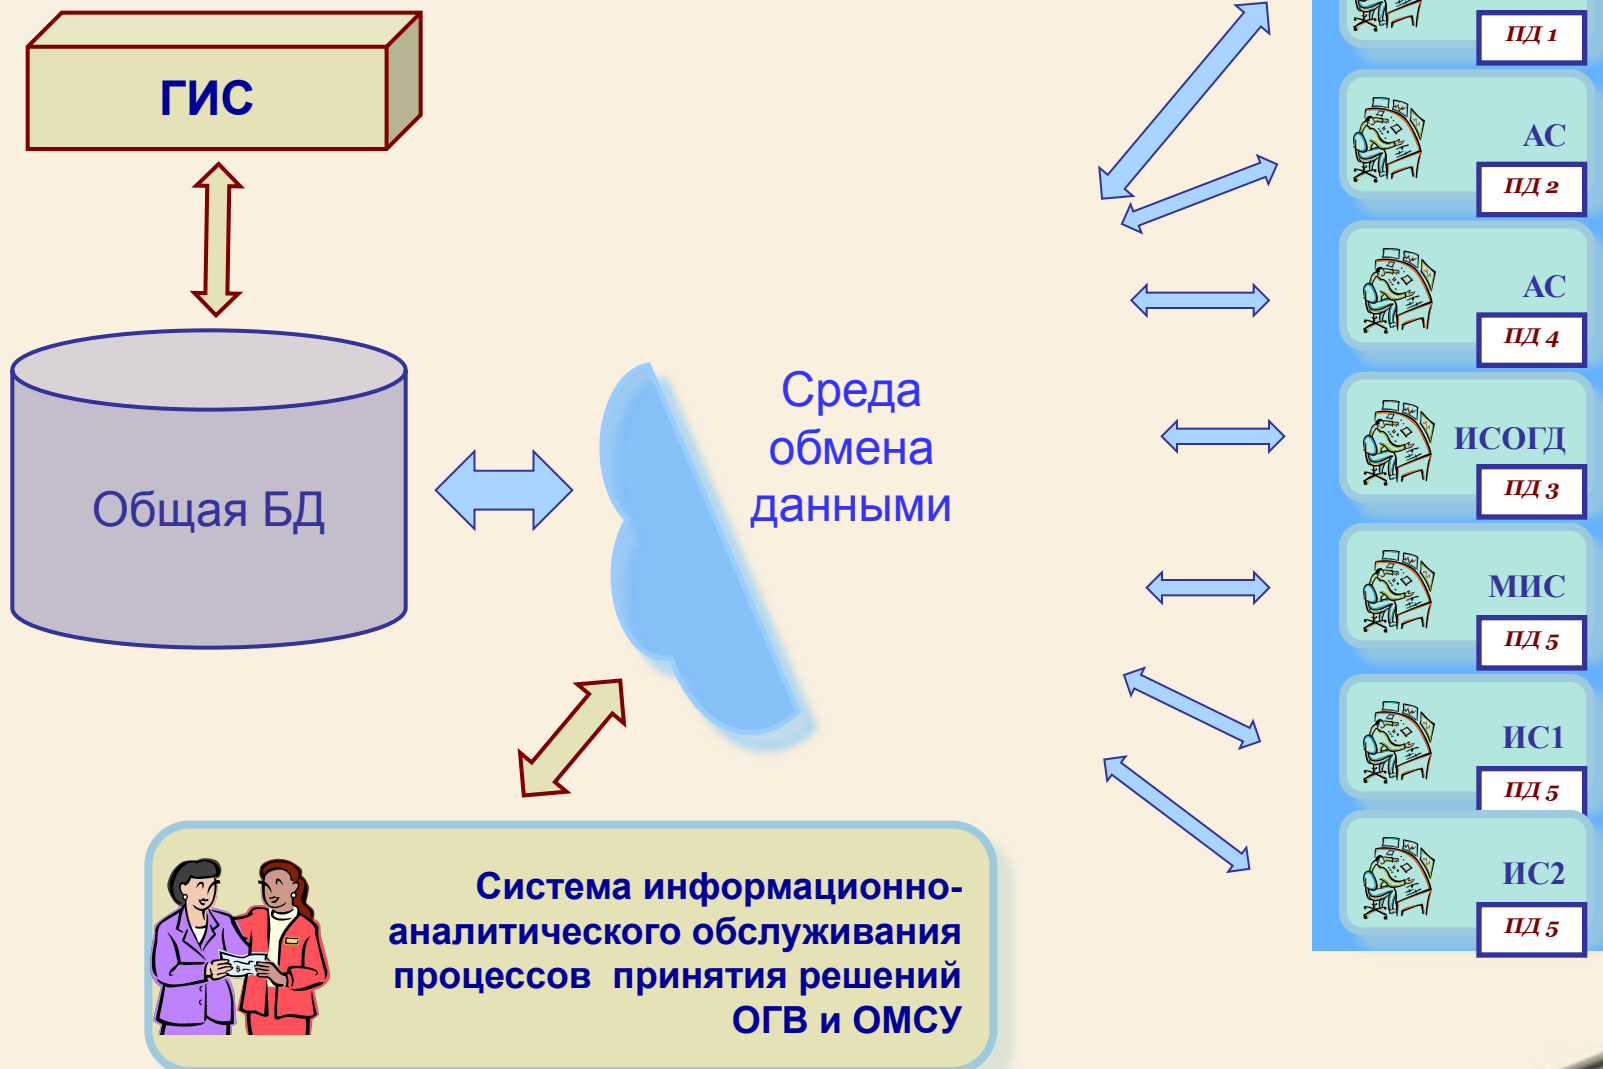 ГИС
Общая БД
Среда
обмена
данными
Система информационно-
аналитического обслуживания
процессов принятия решений
ОГВ и ОМСУ
ПД 1
АС
ПД 2
АС
ПД 4
ИСОГД
ПД 3
МИС
ПД 5
ИС1
ПД 5
ИС2
ПД 5